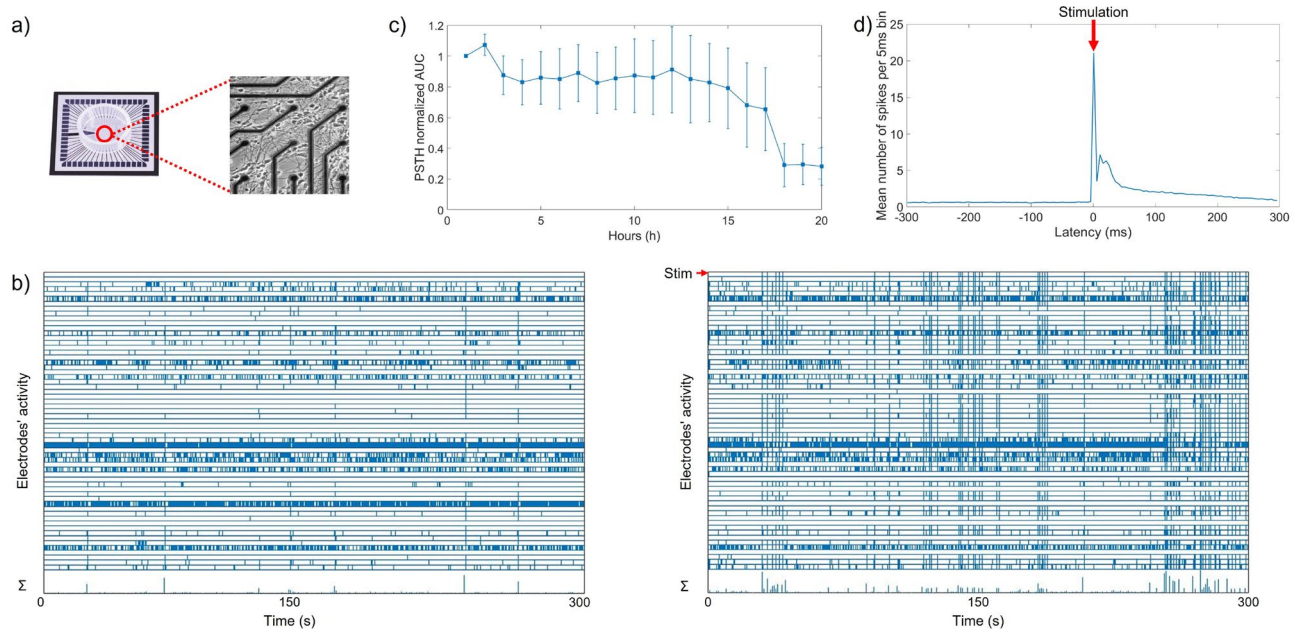 a)
c)
PSTH normalized AUC
1.2
1
0.8
0.6
0.4
0.2
0
0
5
10
15
20
Hours (h)
d)
Stimulation
Mean number of spikes per 5ms bin
25
20
15
10
5
0
-300
-200
-100
0
100
200
300
Latency (ms)
b)
Electrodes' activity
Σ
0
150
300
Time (s)
Stim
Electrodes' activity
Σ
0
150
300
Time (s)